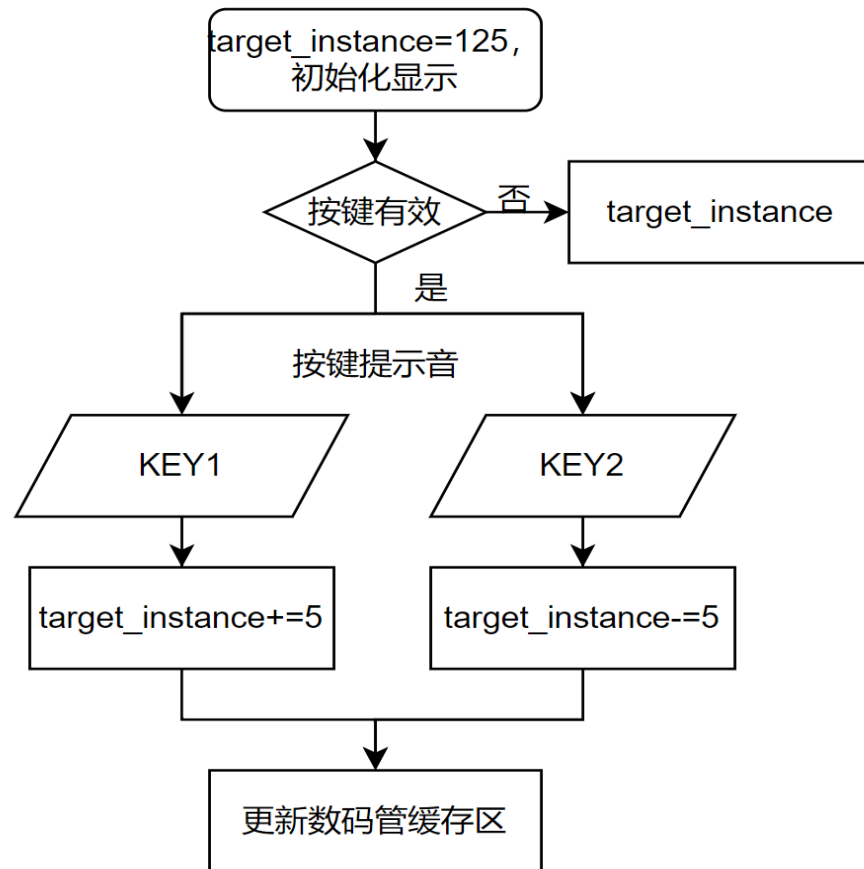 target_instance=125,
初始化显示
按键有效
否
target_instance
是
按键提示音
KEY1
KEY2
target_instance+=5
target_instance-=5
更新数码管缓存区